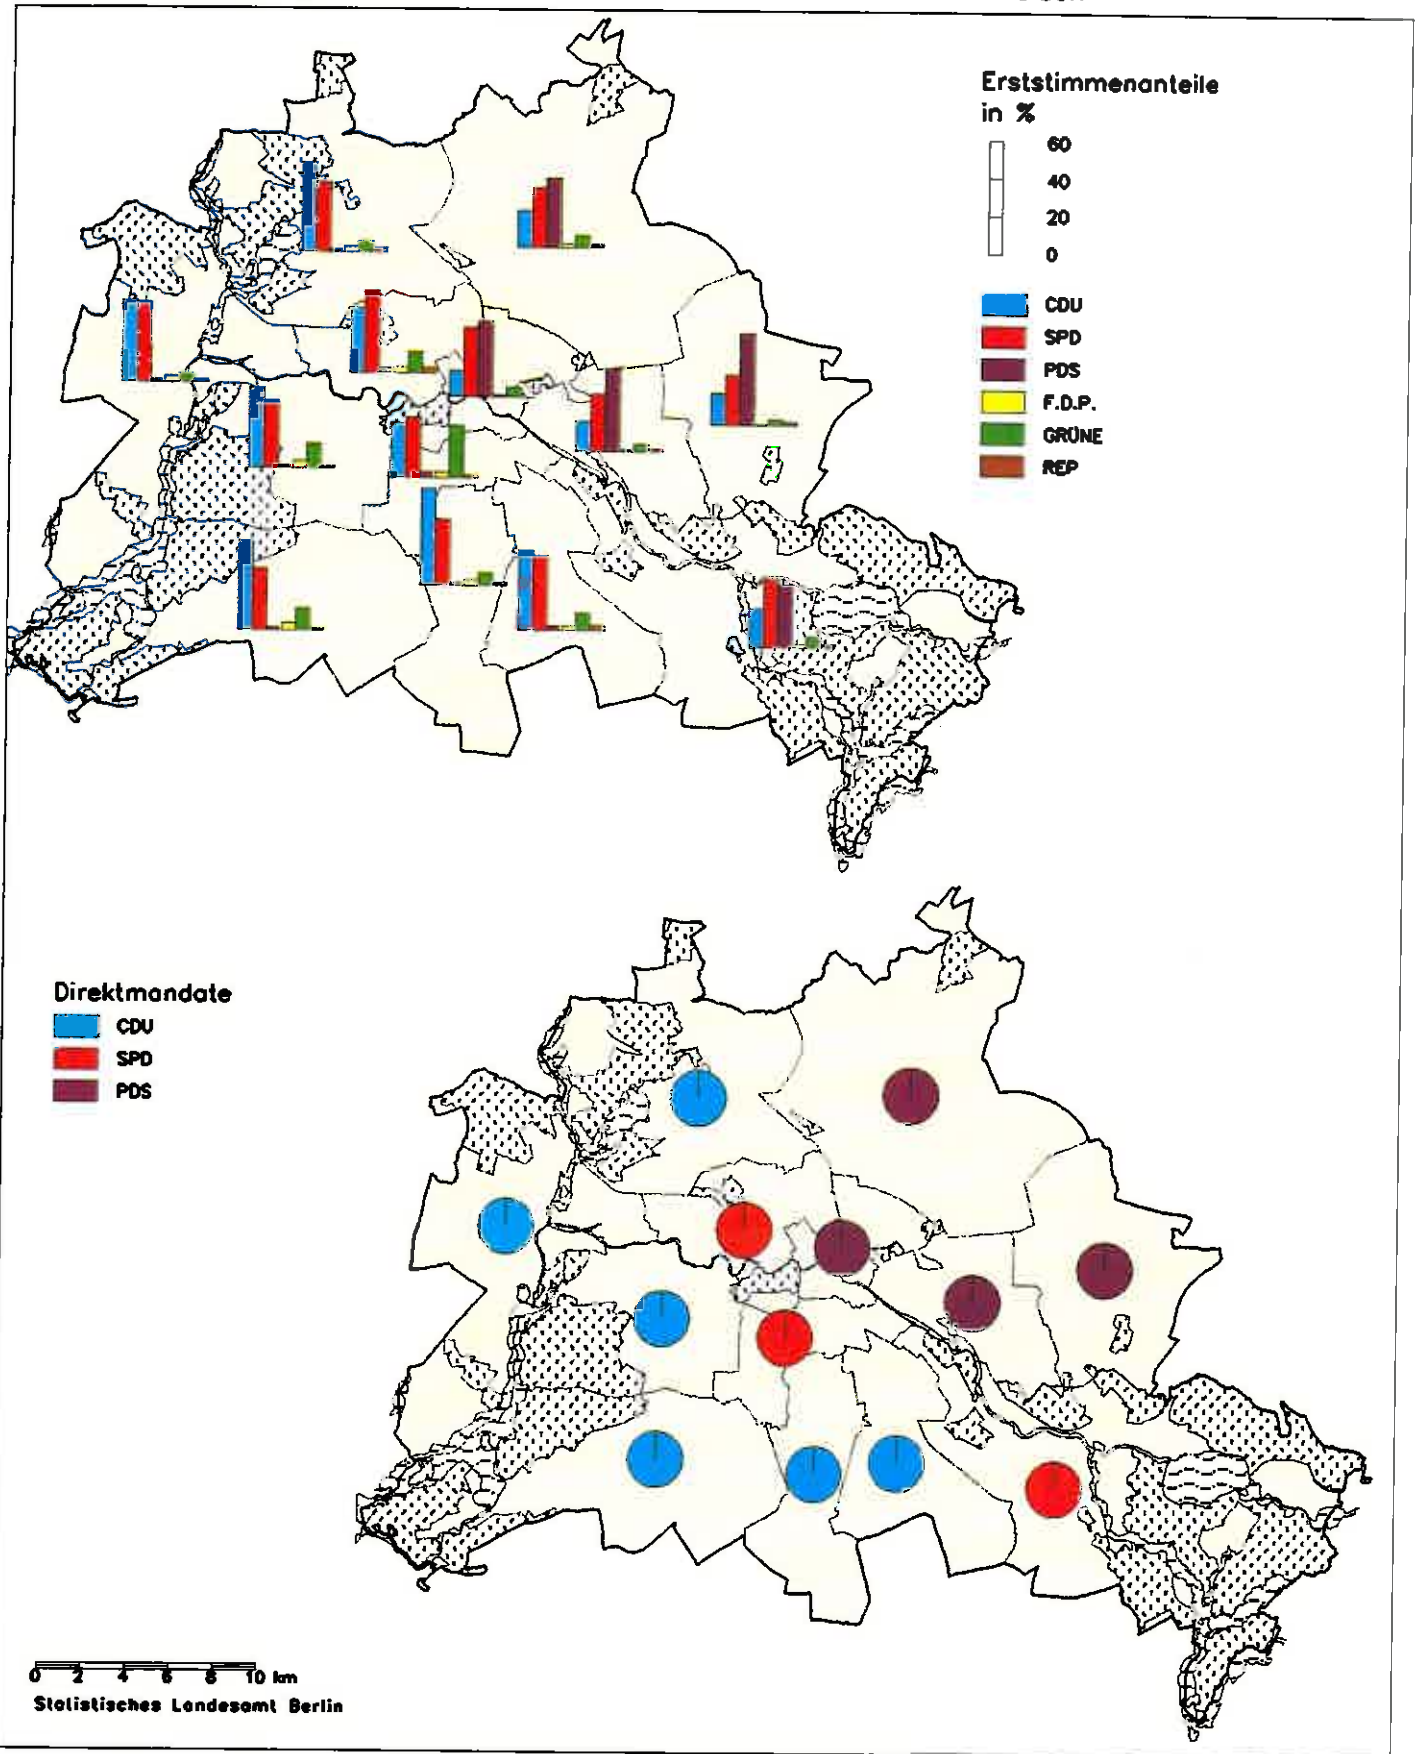 Erststimmenanteile
in %
60
40
20
0
CDU
SPD
PDS
F.D.P.
GRÜNE
REP
Direktmandate
CDU
SPD
PDS
0 2 4 6 8 10 km
Statistisches Landesamt Berlin